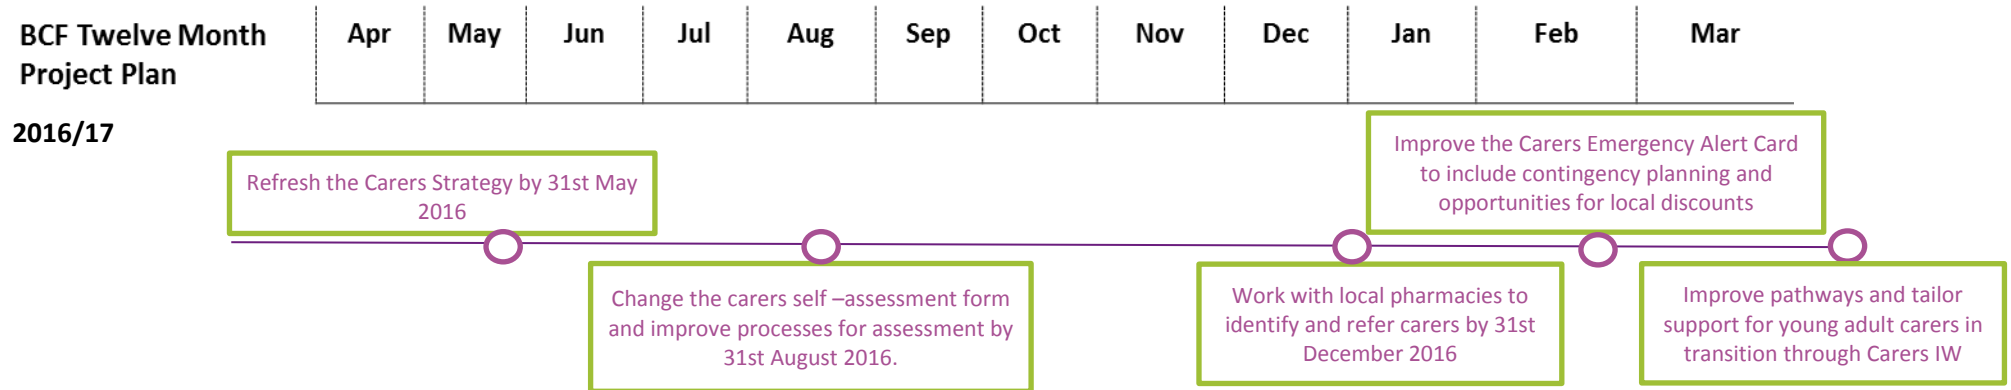 BCF Twelve Month
Project Plan
Apr May Jun Jul Aug Sep Oct Nov Dec Jan Feb Mar
2016/17
Refresh the Carers Strategy by 31st May
2016
Change the carers self –assessment form
and improve processes for assessment by
31st August 2016.
Work with local pharmacies to
identify and refer carers by 31st
December 2016
Improve the Carers Emergency Alert Card
to include contingency planning and
opportunities for local discounts
Improve pathways and tailor
support for young adult carers in
transition through Carers IW